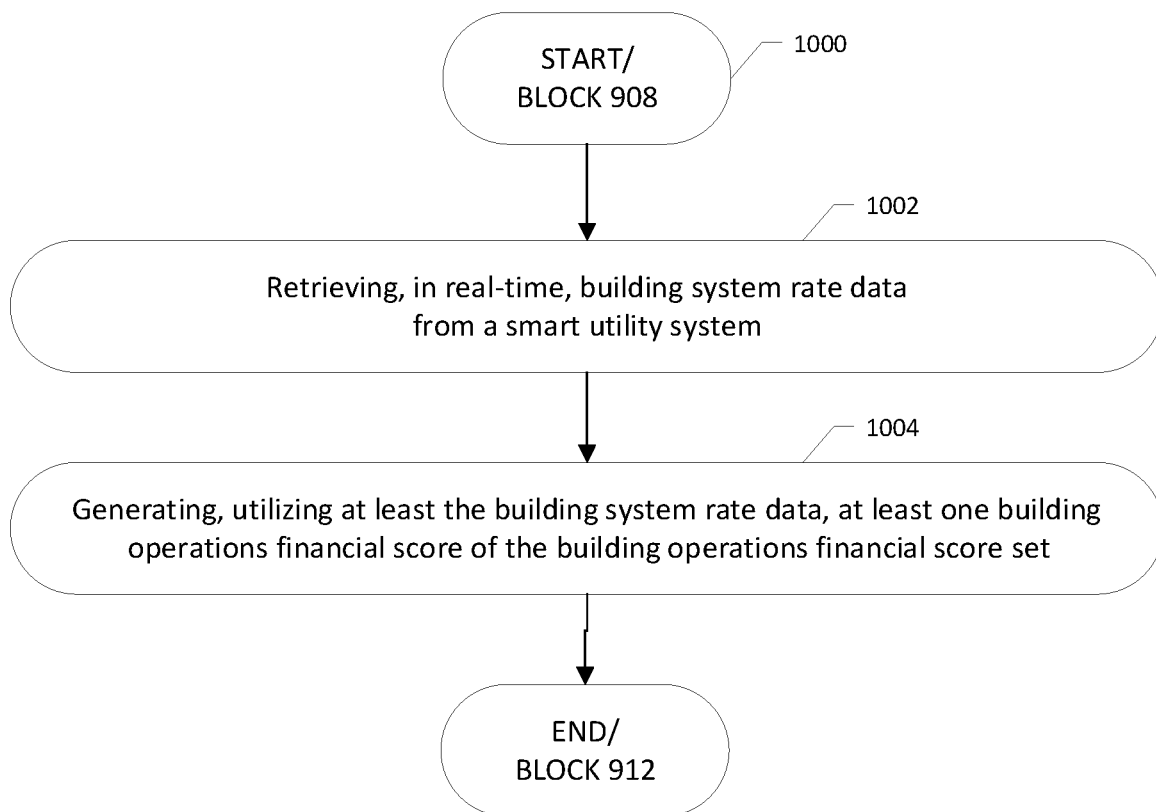 START/
BLOCK 908
1000
1002
Retrieving, in real-time, building system rate data
from a smart utility system
1004
Generating, utilizing at least the building system rate data, at least one building
operations financial score of the building operations financial score set
END/
BLOCK 912